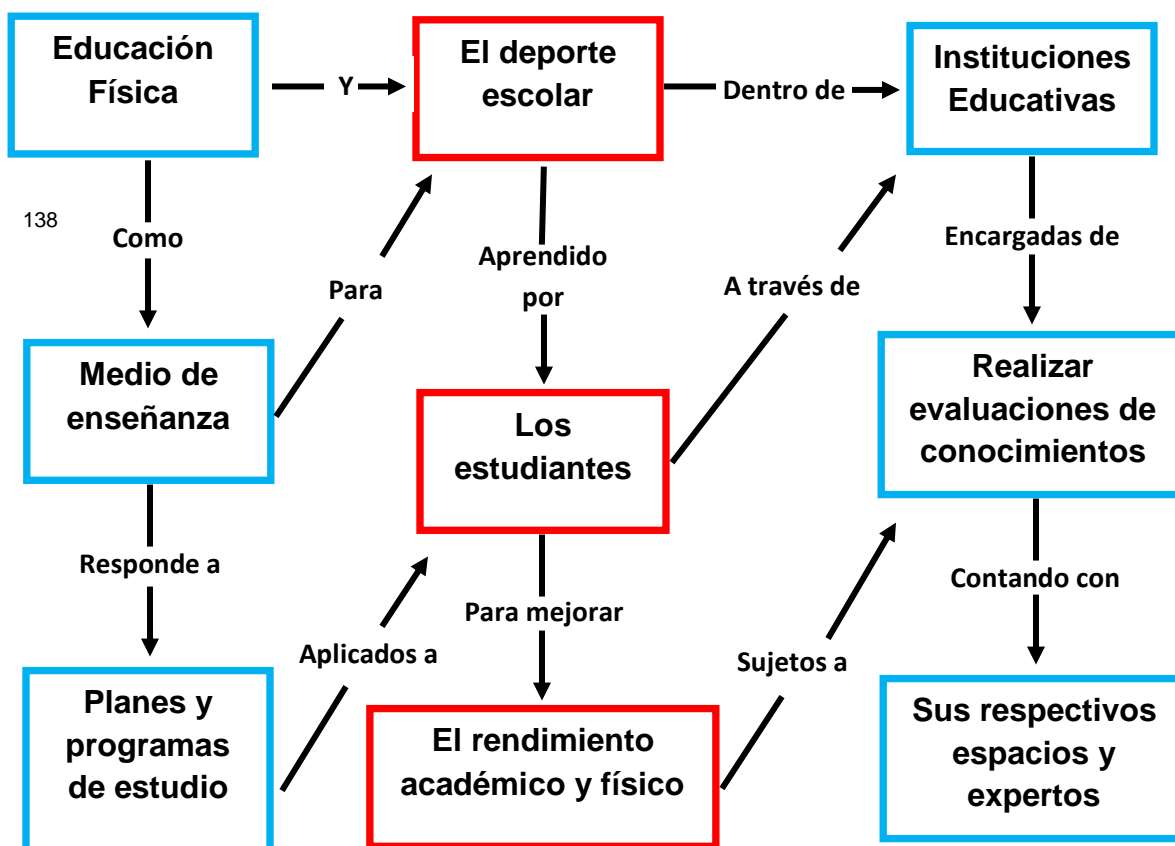 Educación
Física
Y
El deporte
escolar
Dentro de
Instituciones
Educativas
138
Como
Para
Aprendido
por
A través de
Encargadas de
Medio de
enseñanza
Los
estudiantes
Realizar
evaluaciones de
conocimientos
Responde a
Aplicados a
Para mejorar
Sujetos a
Contando con
Planes y
programas
de estudio
El rendimiento
académico y físico
Sus respectivos
espacios y
expertos